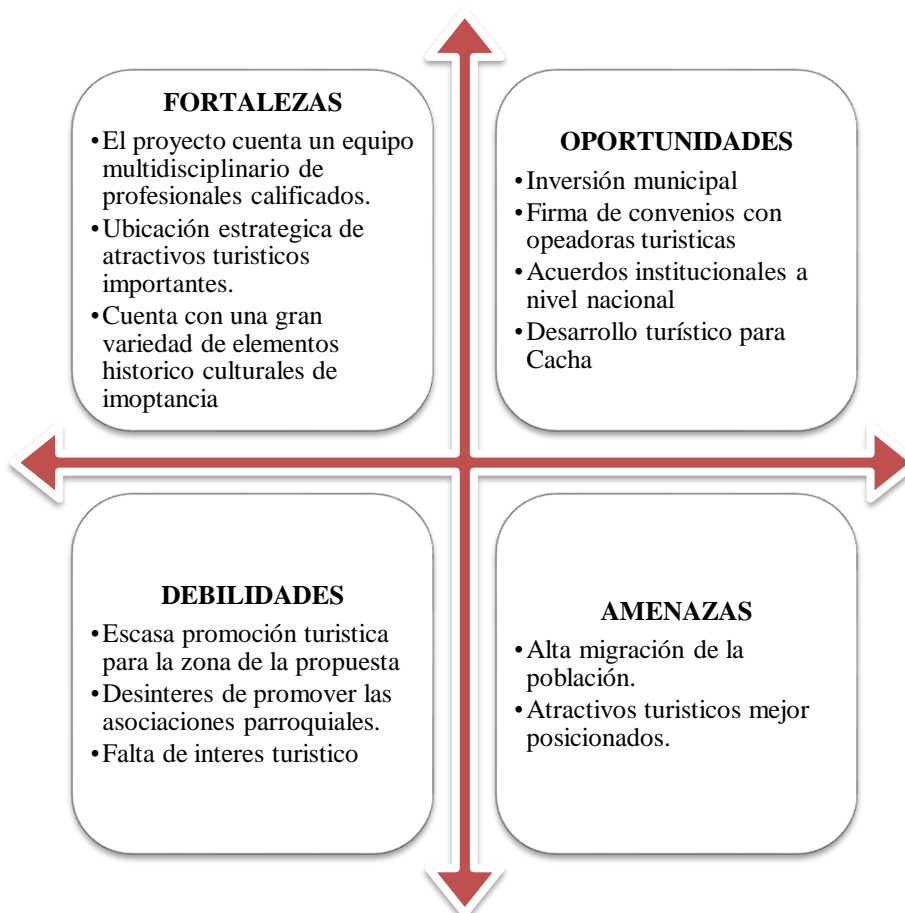 FORTALEZAS
•El proyecto cuenta un equipo
multidisciplinario de
profesionales calificados.
•Ubicación estrategica de
atractivos turisticos
importantes.
•Cuenta con una gran
variedad de elementos
historico culturales de
imoptancia
OPORTUNIDADES
•Inversión municipal
•Firma de convenios con
opeadoras turisticas
•Acuerdos institucionales a
nivel nacional
•Desarrollo turístico para
Cacha
DEBILIDADES
•Escasa promoción turistica
para la zona de la propuesta
•Desinteres de promover las
asociaciones parroquiales.
•Falta de interes turistico
AMENAZAS
•Alta migración de la
población.
•Atractivos turisticos mejor
posicionados.